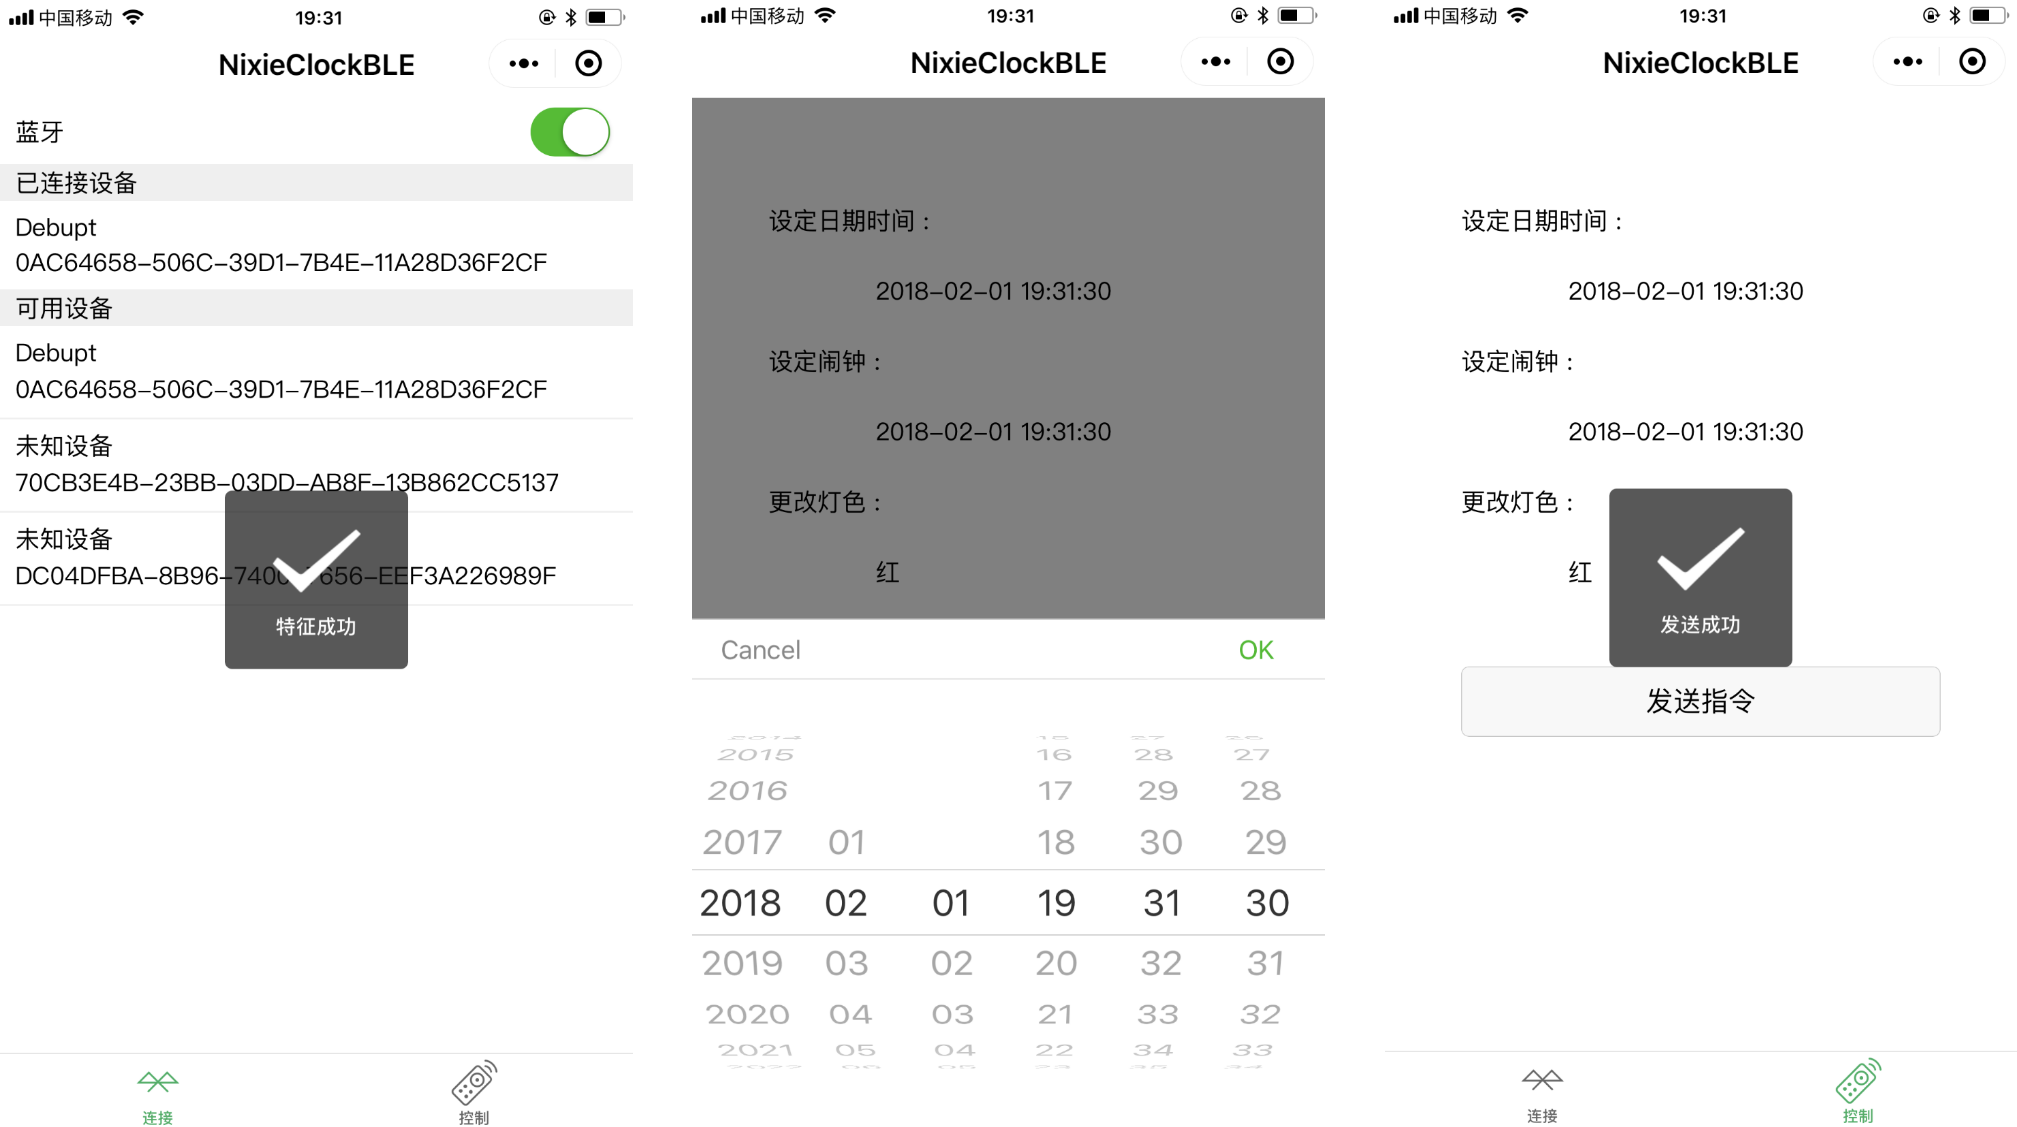 中国移动 19:31
NixieClockBLE
蓝牙
已连接设备
Debupt
0AC64658-506C-39D1-7B4E-11A28D36F2CF
可用设备
Debupt
0AC64658-506C-39D1-7B4E-11A28D36F2CF
未知设备
70CB3E4B-23BB-03DD-AB8F-13B862CC5137
未知设备
DC04DFBA-8B96-7400- 656-EEF3A226989F
特征成功
连接 控制
中国移动 19:31
NixieClockBLE
设定日期时间：
2018-02-01 19:31:30
设定闹钟：
2018-02-01 19:31:30
更改灯色：
红
Cancel OK
2015 16 28 27
2016 17 29 28
2017 01 18 30 29
2018 02 01 19 31 30
2019 03 02 20 32 31
2020 04 03 21 33 32
2021 05 04 22 34 33
中国移动 19:31
NixieClockBLE
设定日期时间：
2018-02-01 19:31:30
设定闹钟：
2018-02-01 19:31:30
更改灯色：
红
发送成功
发送指令
连接 控制